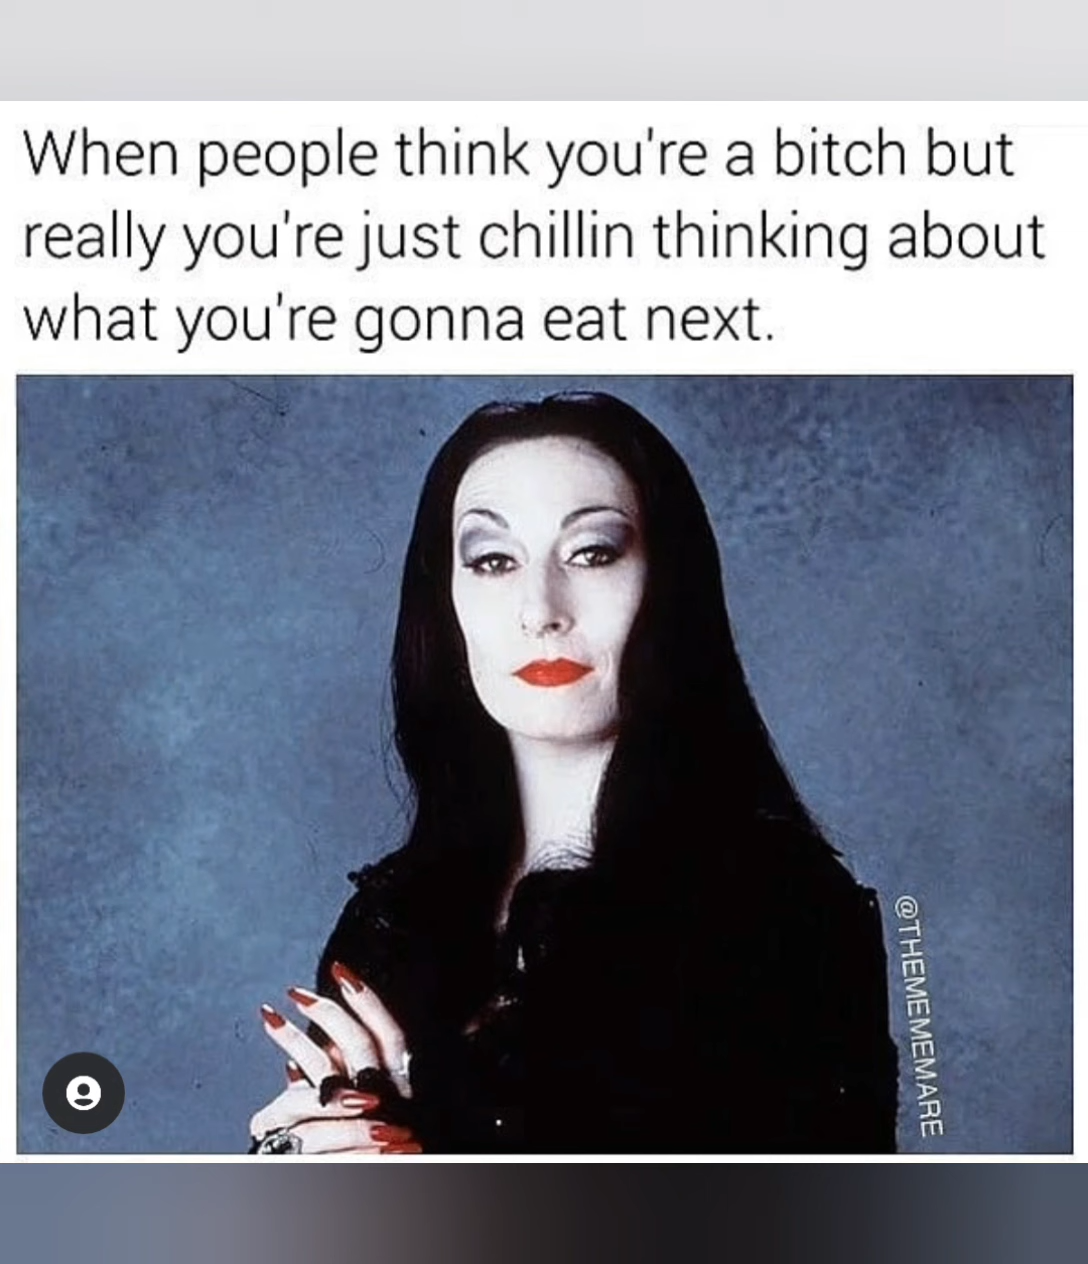 When people think you're a bitch but
really you're just chillin thinking about
what you're gonna eat next.
@THEMEMEMARE